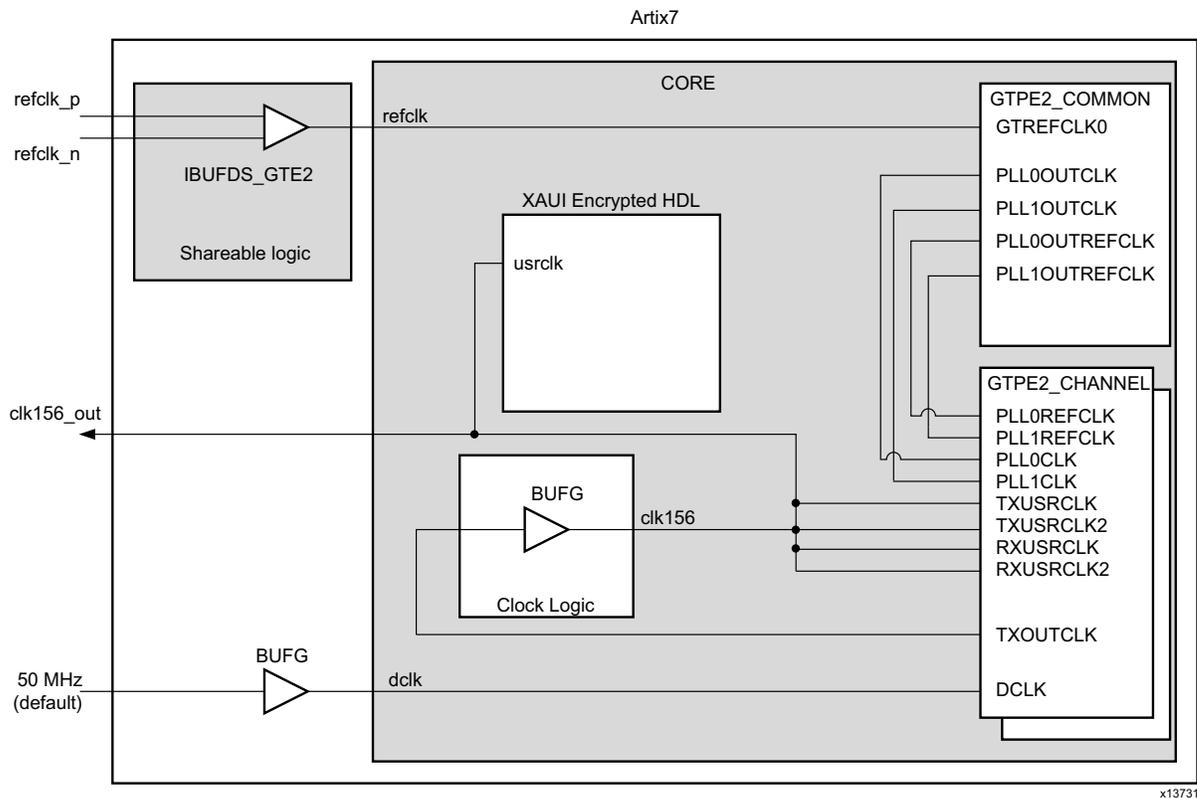 Artix7
refclk_p
refclk_n
IBUFDS_GTE2
Shareable logic
CORE
refclk
GTPE2_COMMON
GTREFCLK0
PLL0OUTCLK
PLL1OUTCLK
PLL0OUTREFCLK
PLL1OUTREFCLK
XAUI Encrypted HDL
usrclk
clk156_out
GTPE2_CHANNEL
PLL0REFCLK
PLL1REFCLK
PLL0CLK
PLL1CLK
TXUSRCLK
TXUSRCLK2
RXUSRCLK
RXUSRCLK2
TXOUTCLK
DCLK
BUFG
clk156
Clock Logic
BUFG
50 MHz
(default)
dclk
x13731